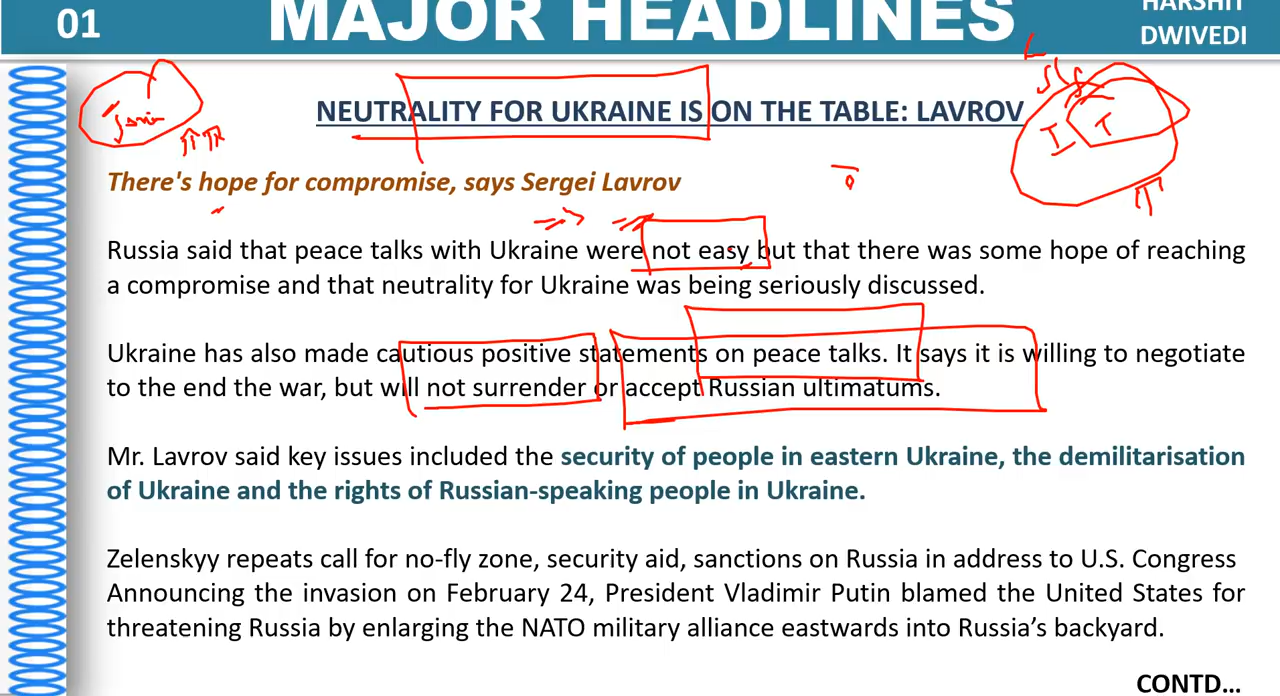 01
MAJOR HEADLINES
HARSHIT
DWIVEDI
NEUTRALITY FOR UKRAINE IS ON THE TABLE: LAVROV
There's hope for compromise, says Sergei Lavrov
Russia said that peace talks with Ukraine were not easy but that there was some hope of reaching
a compromise and that neutrality for Ukraine was being seriously discussed.
Ukraine has also made cautious positive statements on peace talks. It says it is willing to negotiate
to the end the war, but will not surrender or accept Russian ultimatums.
Mr. Lavrov said key issues included the security of people in eastern Ukraine, the demilitarisation
of Ukraine and the rights of Russian-speaking people in Ukraine.
Zelenskyy repeats call for no-fly zone, security aid, sanctions on Russia in address to U.S. Congress
Announcing the invasion on February 24, President Vladimir Putin blamed the United States for
threatening Russia by enlarging the NATO military alliance eastwards into Russia’s backyard.
CONTD...